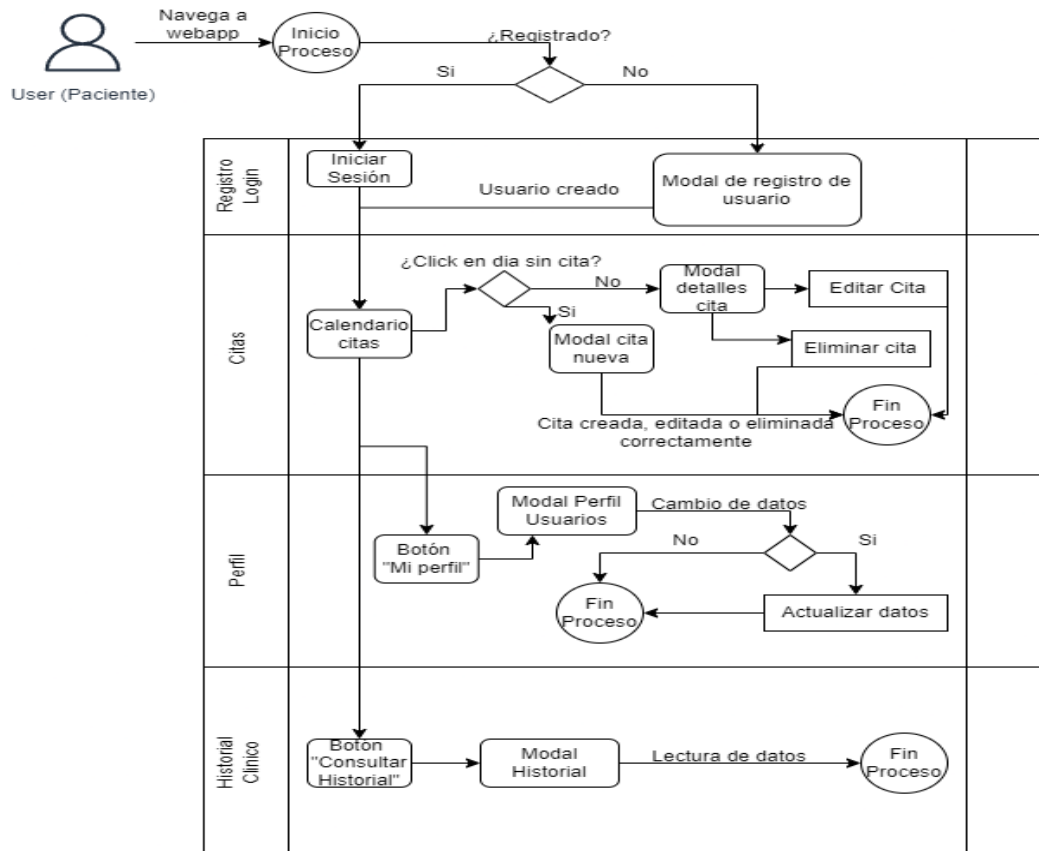 Navega a
webapp
Inicio
Proceso
¿Registrado?
Si
No
User (Paciente)
Registro
Login
Iniciar
Sesión
Usuario creado
Modal de registro de
usuario
Citas
¿Click en dia sin cita?
No
Si
Modal
detalles
cita
Editar Cita
Calendario
citas
Modal cita
nueva
Eliminar cita
Fin
Proceso
Cita creada, editada o eliminada
correctamente
Perfil
Modal Perfil
Usuarios
Cambio de datos
No
Si
Botón
"Mi perfil"
Fin
Proceso
Actualizar datos
Historial
Clinico
Botón
"Consultar
Historial"
Modal
Historial
Lectura de datos
Fin
Proceso